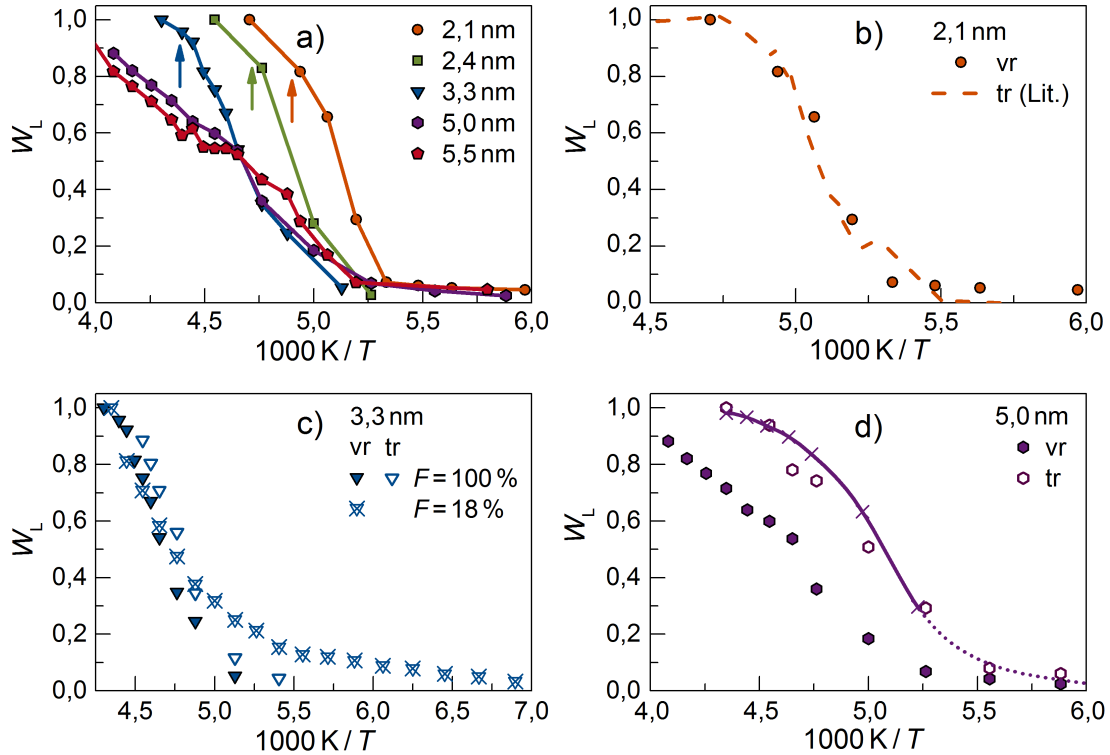 1,0
0,8
0,6
0,4
0,2
0,0
W_L
a)
2,1 nm
2,4 nm
3,3 nm
5,0 nm
5,5 nm
4,0 4,5 5,0 5,5 6,0
1000 K / T
1,0
0,8
0,6
0,4
0,2
0,0
W_L
b)
2,1 nm
vr
tr (Lit.)
4,5 5,0 5,5 6,0
1000 K / T
1,0
0,8
0,6
0,4
0,2
0,0
W_L
c)
3,3 nm
vr tr
F = 100 %
F = 18 %
4,5 5,0 5,5 6,0 6,5 7,0
1000 K / T
1,0
0,8
0,6
0,4
0,2
0,0
W_L
d)
5,0 nm
vr
tr
4,0 4,5 5,0 5,5 6,0
1000 K / T